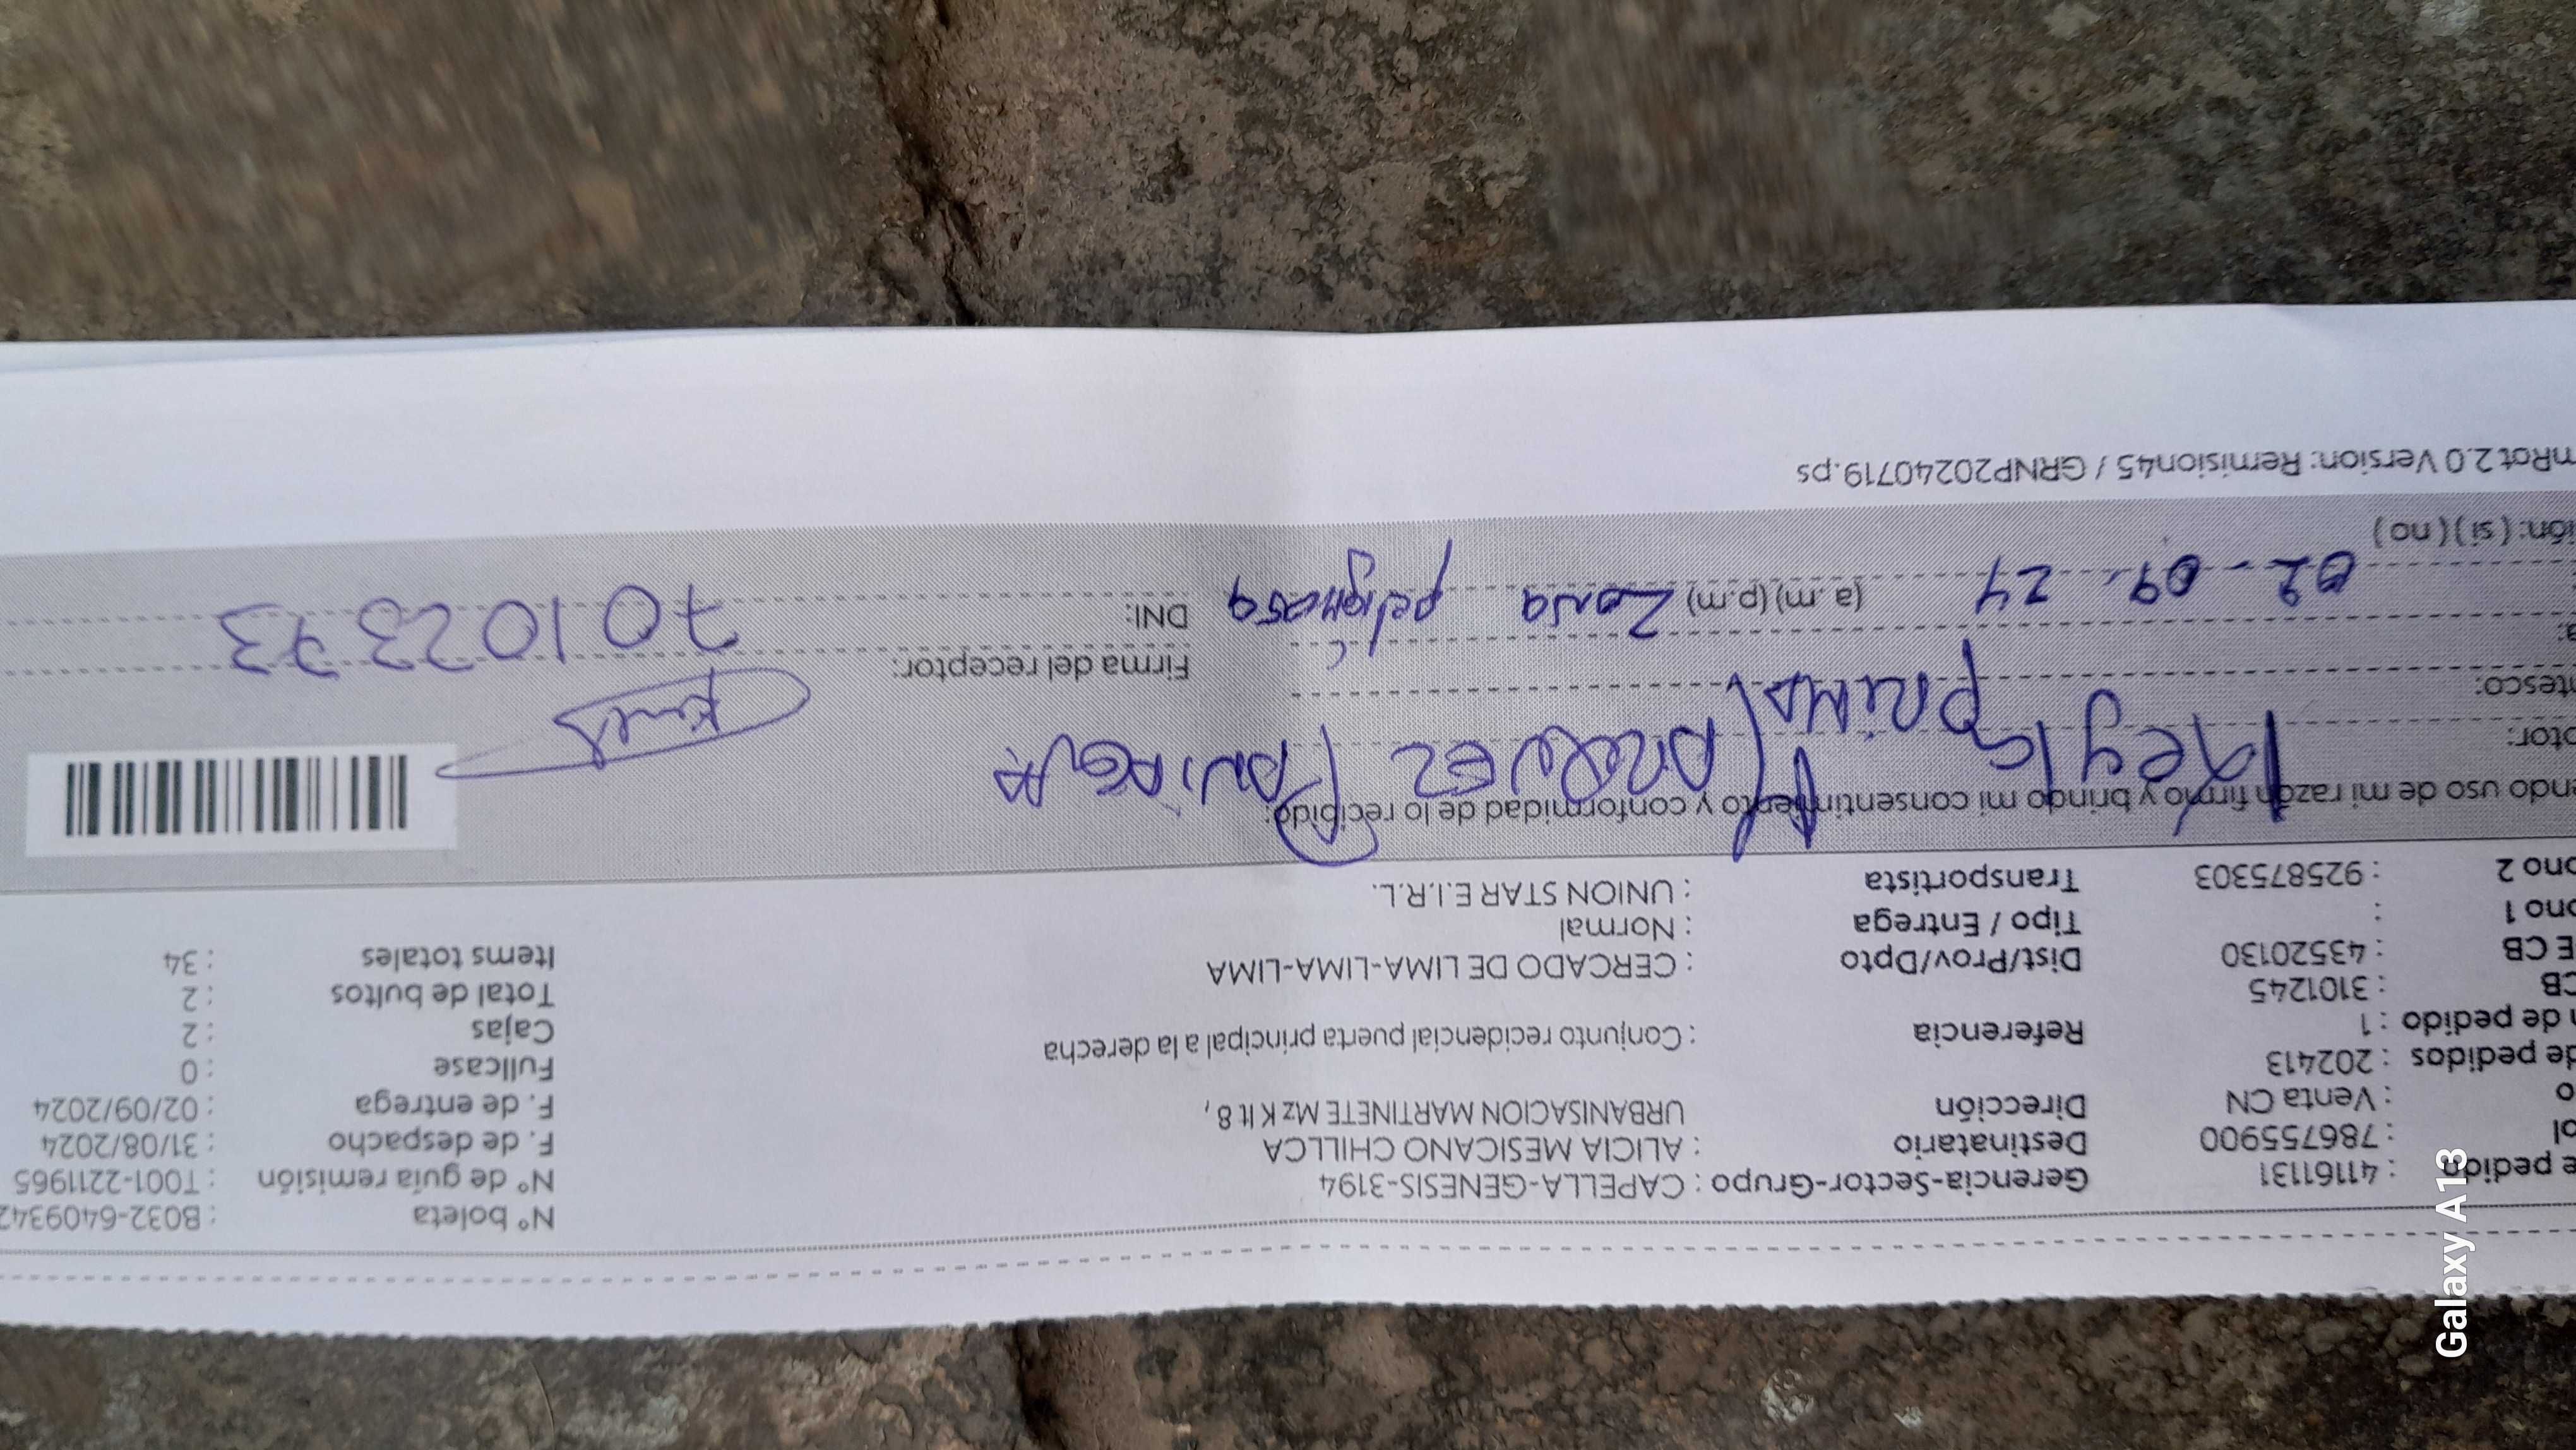 N° boleta : B032-6409342
e pedido : 41161131 Gerencia-Sector-Grupo : CAPELLA-GENESIS-3194 N° de guía remisión : T001-2211965
ol : 786755900 Destinatario : ALICIA MESICANO CHILLCA F. de despacho : 31/08/2024
o : Venta CN Dirección URBANISACION MARTINETE Mz K lt 8 , F. de entrega : 02/09/2024
de pedidos : 202413 Fullcase : 0
n de pedido : 1 Referencia : Conjunto recidencial puerta principal a la derecha Cajas : 2
CB : 3101245 Total de bultos : 2
E CB : 43520130 Dist/Prov/Dpto : CERCADO DE LIMA-LIMA-LIMA Items totales : 34
ono 1 : Tipo / Entrega : Normal
ono 2 : 925875303 Transportista : UNION STAR E.I.R.L.
endo uso de mi razón firmo y brindo mi consentimiento y conformidad de lo recibido:
ptor: Keyla
ntesco: prima Firma del receptor:
a: 02-09-24 (a.m) (p.m) Zona peligrosa DNI: 70102373
ión: ( si ) ( no )
mRot 2.0 Version: Remision45 / GRNP20240719.ps
Galaxy A13